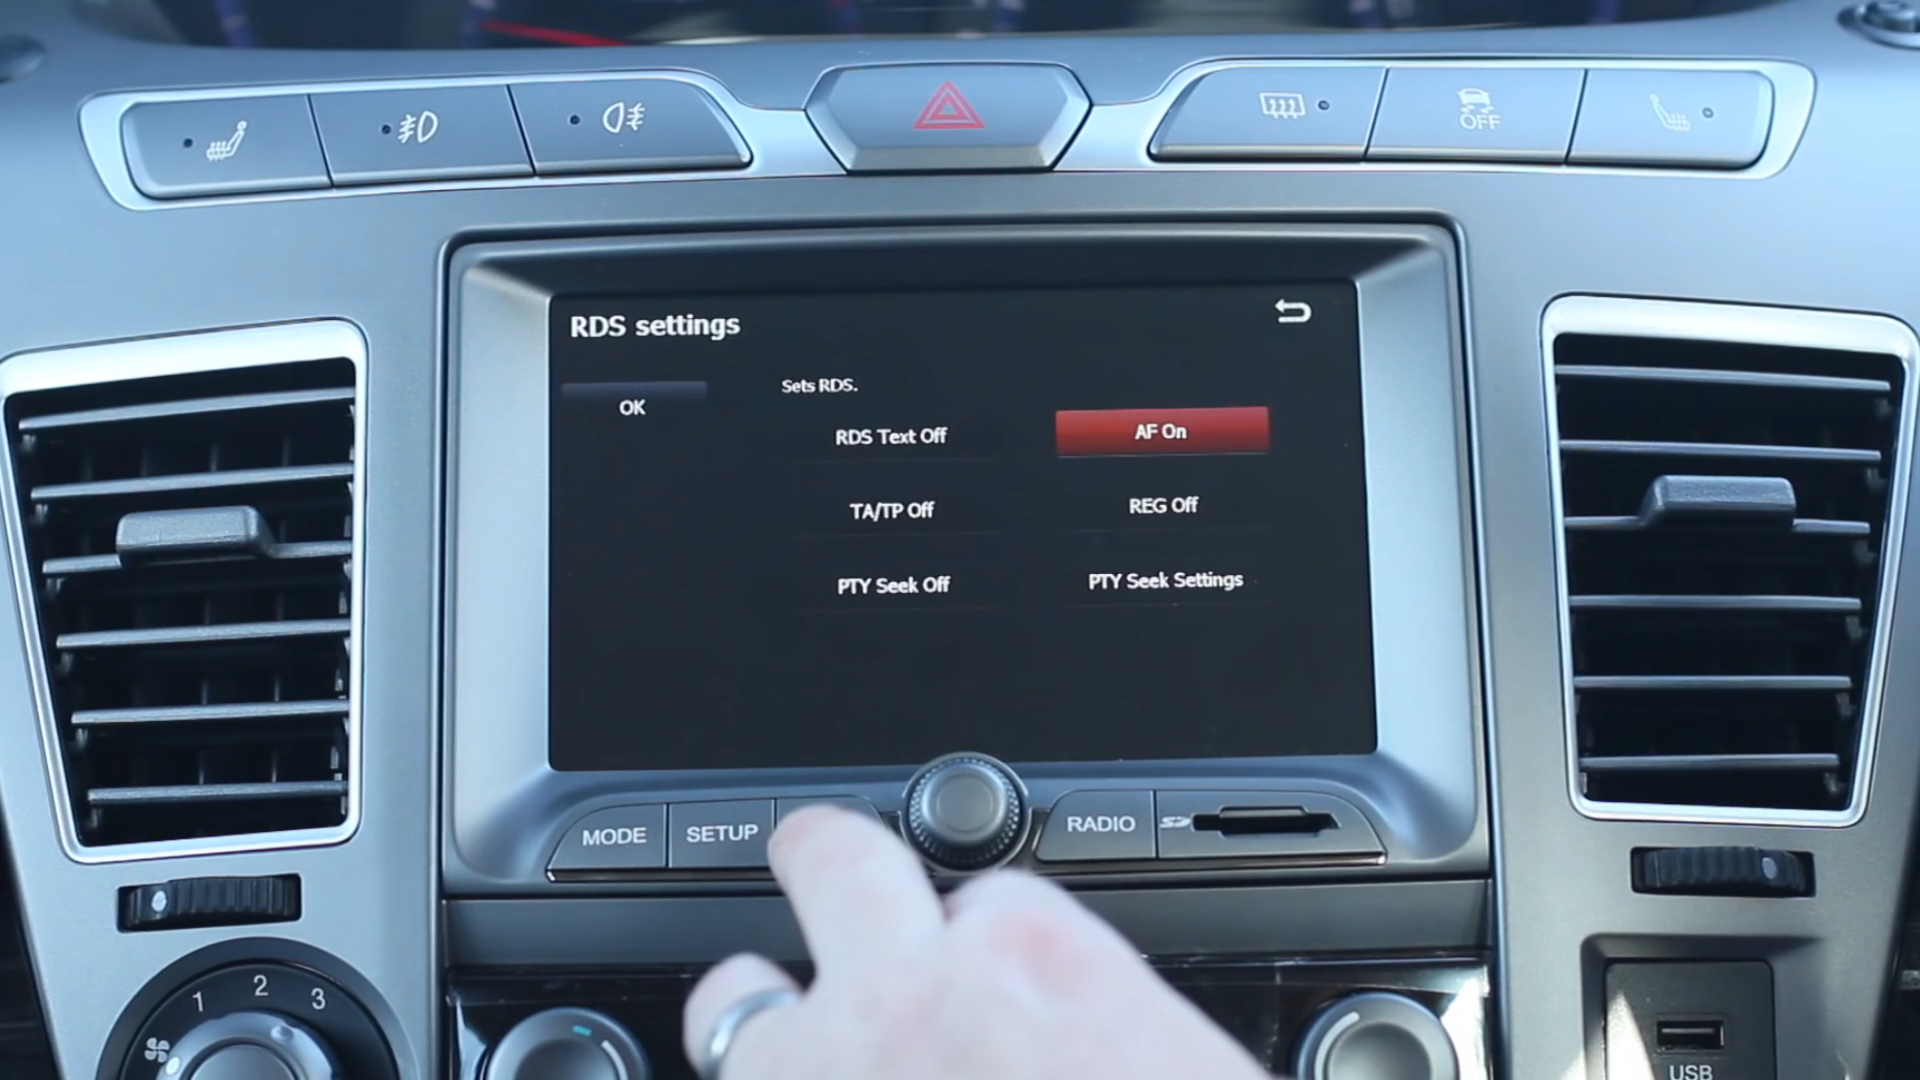 OFF
RDS settings
OK
Sets RDS.
RDS Text Off
AF On
TA/TP Off
REG Off
PTY Seek Off
PTY Seek Settings
MODE
SETUP
RADIO
SD
1
2
3
USB